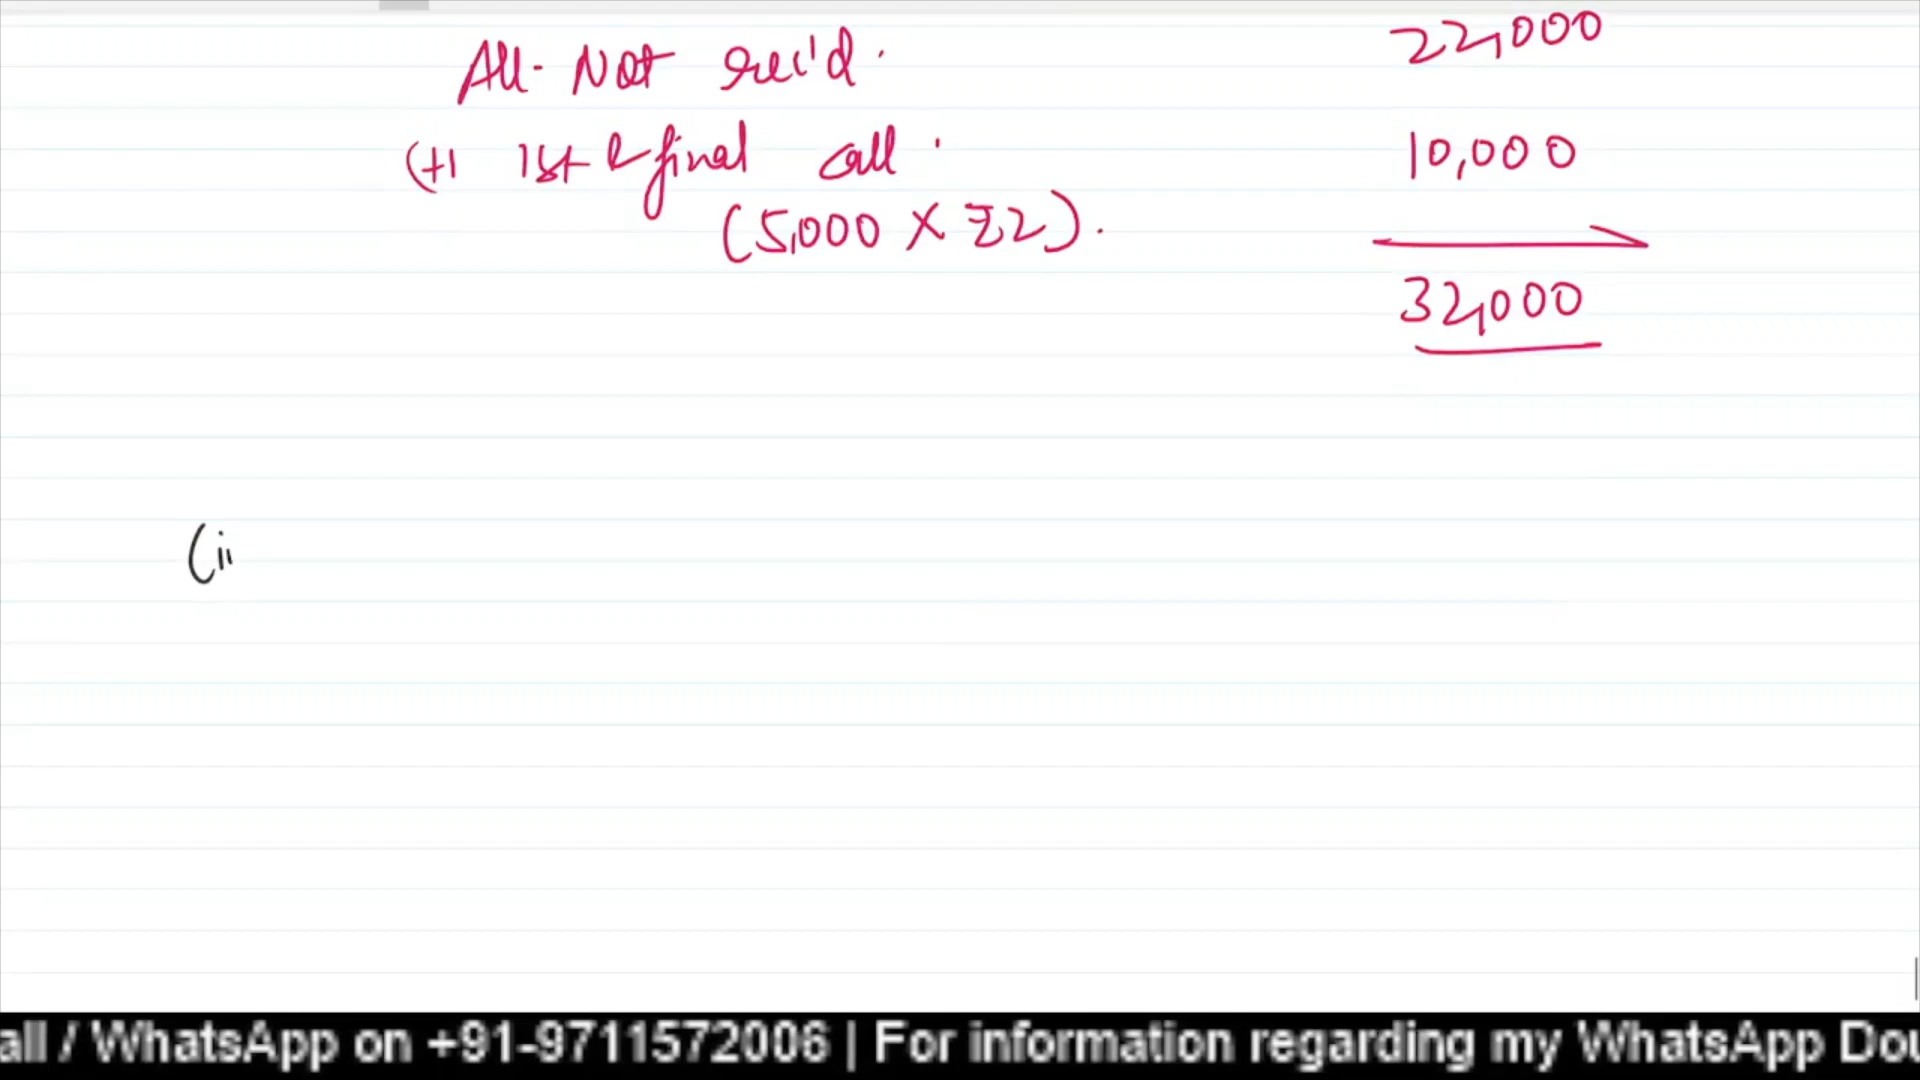 All. Not rec'd. 22,000
(+) 1st & final call. 10,000
(5,000 X ₹2).
32,000
(ii
all / WhatsApp on +91-9711572006 | For information regarding my WhatsApp Dou